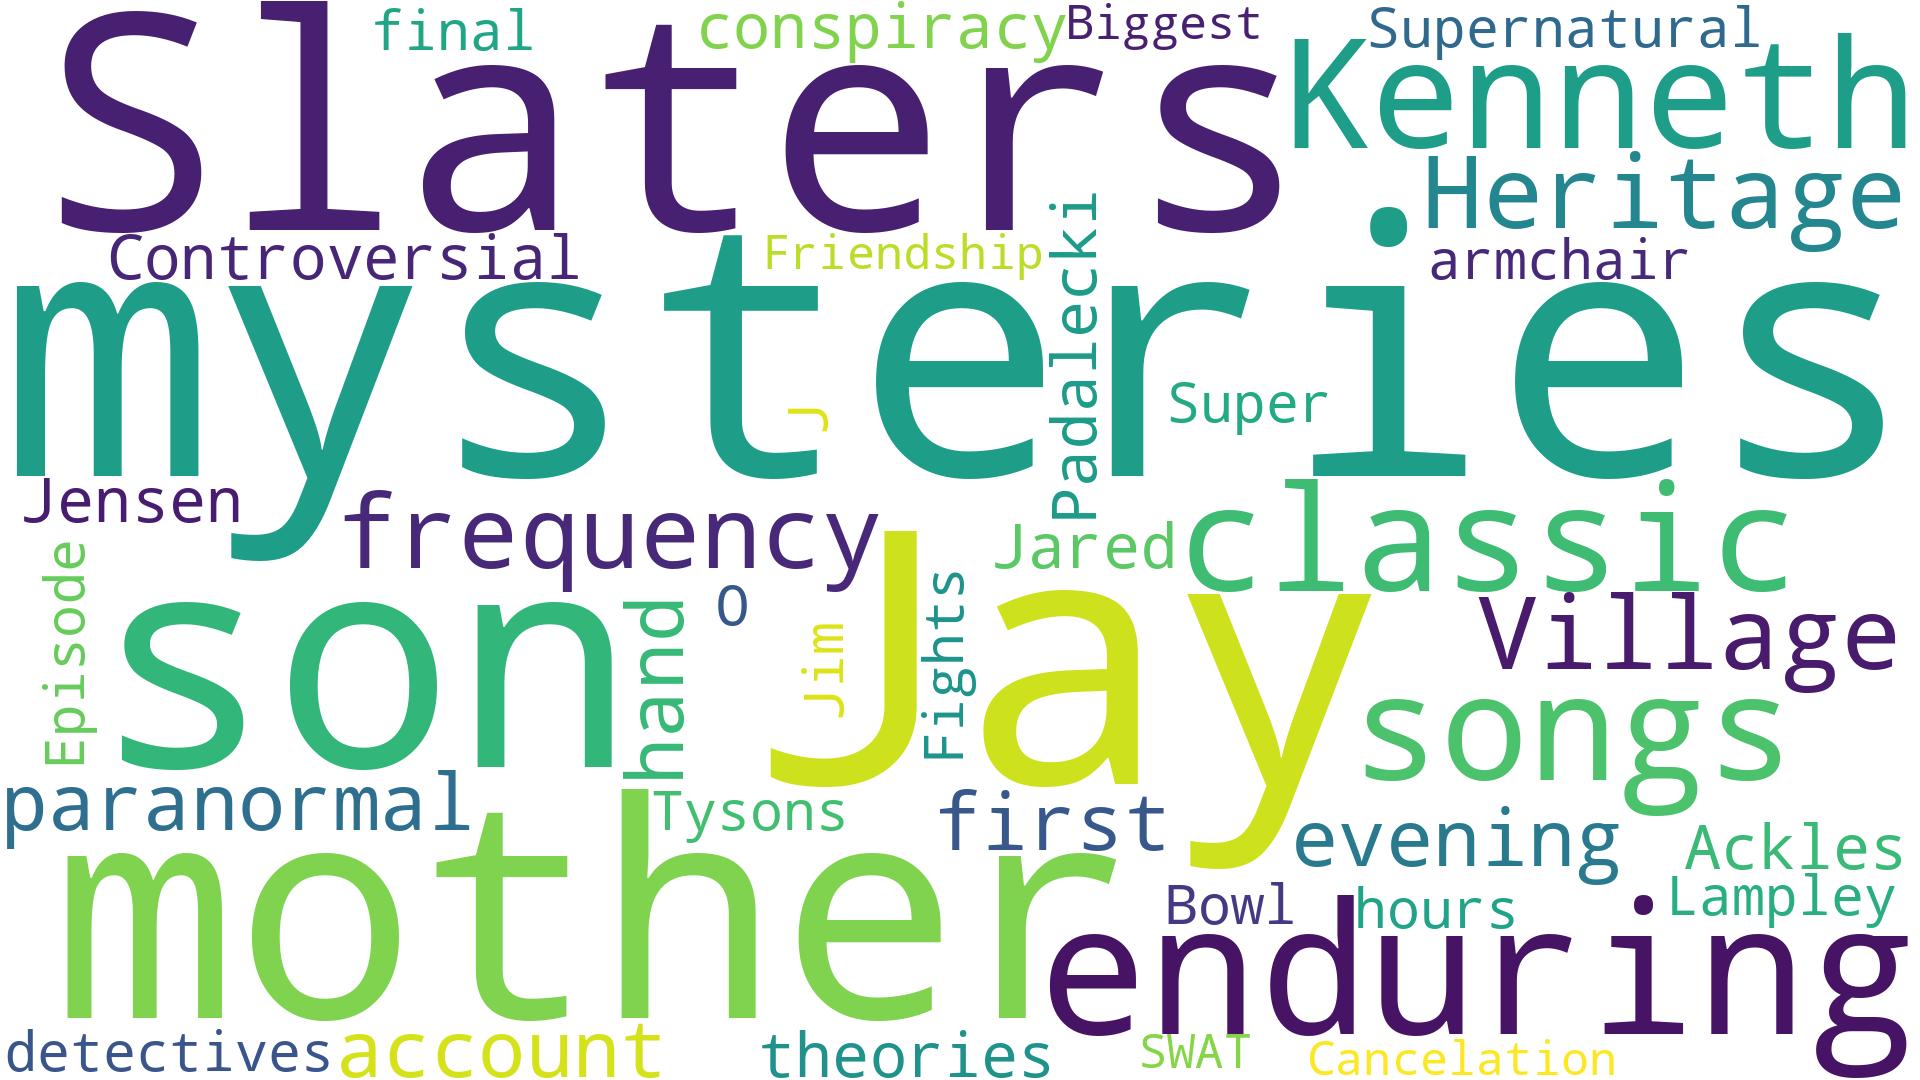 Slaters
final
conspiracy
Biggest
Supernatural
Kenneth
Heritage
Controversial
Friendship
Padalecki
armchair
mysteries
J
Super
Jensen
frequency
Jared
classic
Episode
son
hand
O
Jim
Jay
Fights
Village
songs
paranormal
Tysons
first
evening
Ackles
mother
Bowl
hours
Lampley
enduring
detectives
account
theories
SWAT
Cancelation